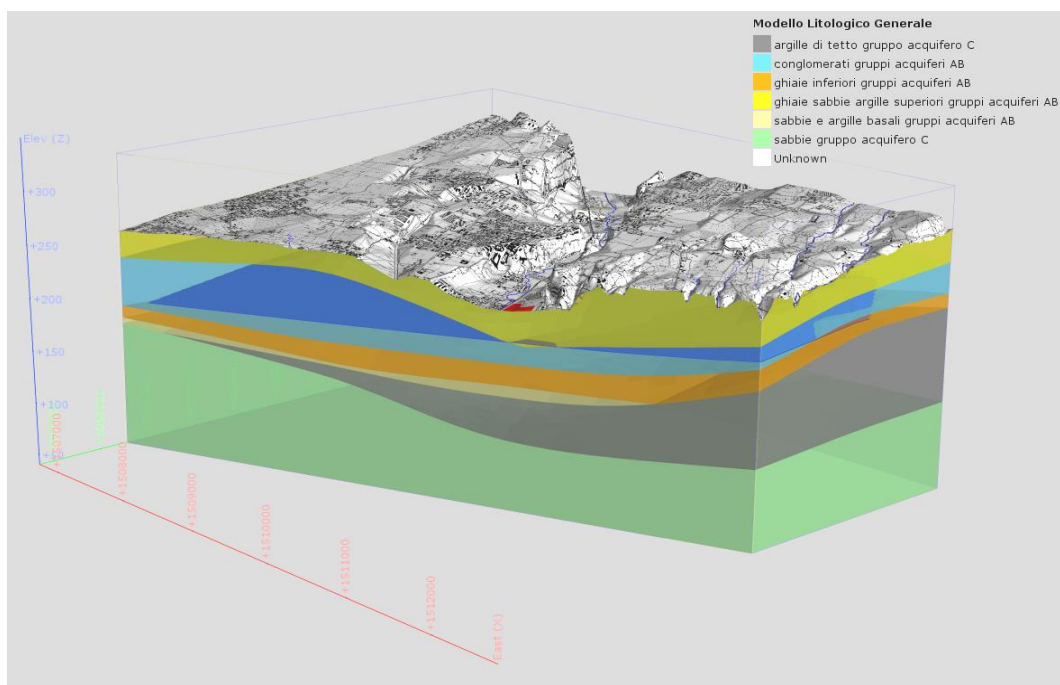 Modello Litologico Generale
argille di tetto gruppo acquifero C
conglomerati gruppi acquiferi AB
ghiaie inferiori gruppi acquiferi AB
ghiaie sabbie argille superiori gruppi acquiferi AB
sabbie e argille basali gruppi acquiferi AB
sabbie gruppo acquifero C
Unknown
Elev (Z)
+300
+250
+200
+150
+100
+1508000
+1509000
+1510000
+1511000
+1512000
East (X)